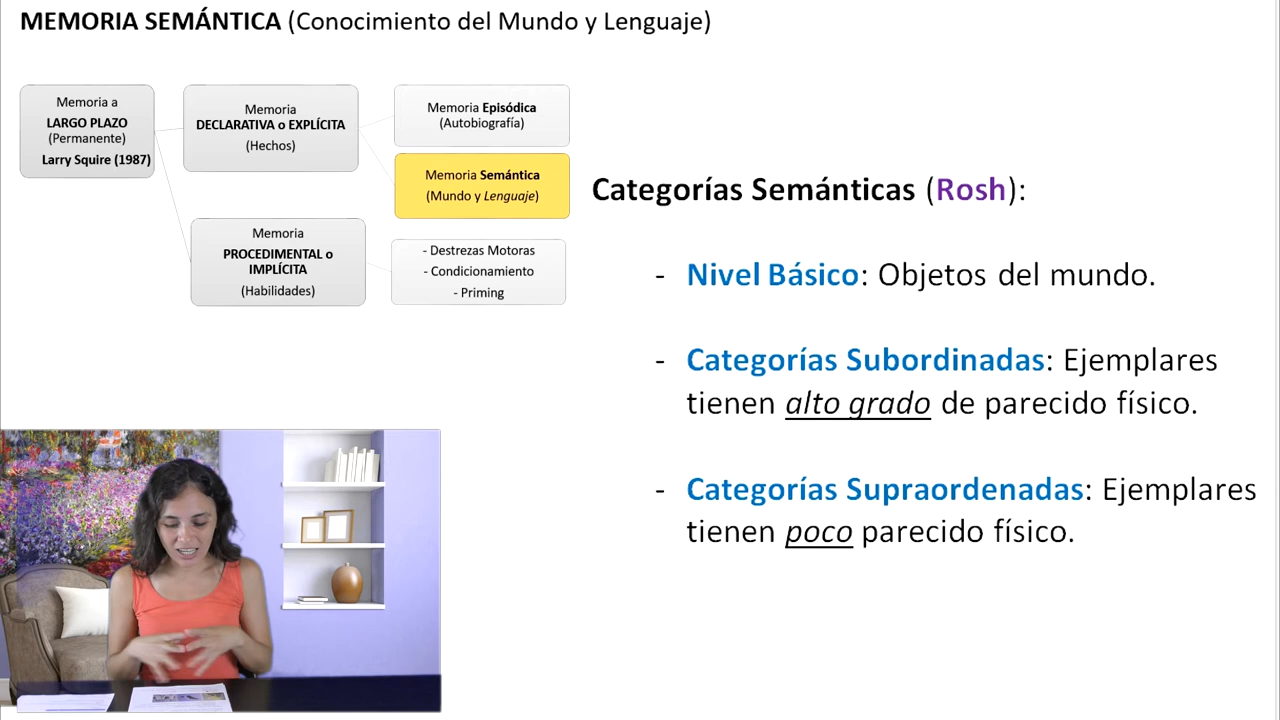 MEMORIA SEMÁNTICA (Conocimiento del Mundo y Lenguaje)
Memoria a
LARGO PLAZO
(Permanente)
Larry Squire (1987)
Memoria
DECLARATIVA o EXPLÍCITA
(Hechos)
Memoria Episódica
(Autobiografía)
Memoria Semántica
(Mundo y Lenguaje)
Memoria
PROCEDIMENTAL o
IMPLÍCITA
(Habilidades)
- Destrezas Motoras
- Condicionamiento
- Priming
Categorías Semánticas (Rosh):
- Nivel Básico: Objetos del mundo.
- Categorías Subordinadas: Ejemplares
tienen alto grado de parecido físico.
- Categorías Supraordenadas: Ejemplares
tienen poco parecido físico.